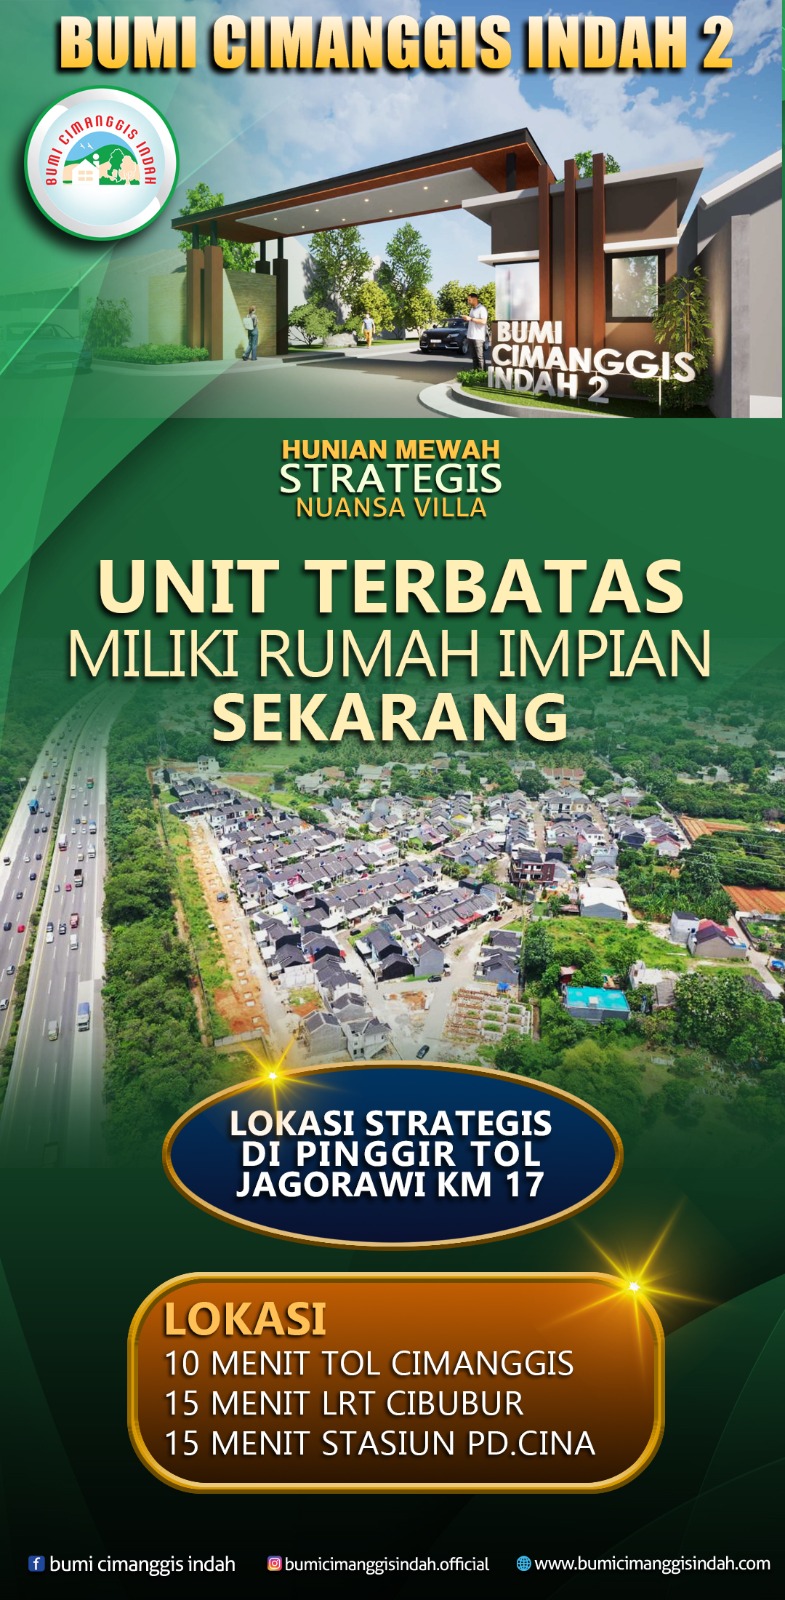 BUMI CIMANGGIS INDAH 2
BUMI CIMANGGIS INDAH
BUMI
CIMANGGIS
INDAH 2
HUNIAN MEWAH
STRATEGIS
NUANSA VILLA
UNIT TERBATAS
MILIKI RUMAH IMPIAN
SEKARANG
LOKASI STRATEGIS
DI PINGGIR TOL
JAGORAWI KM 17
LOKASI
10 MENIT TOL CIMANGGIS
15 MENIT LRT CIBUBUR
15 MENIT STASIUN PD.CINA
bumi cimanggis indah
bumicimanggisindah.official
www.bumicimanggisindah.com